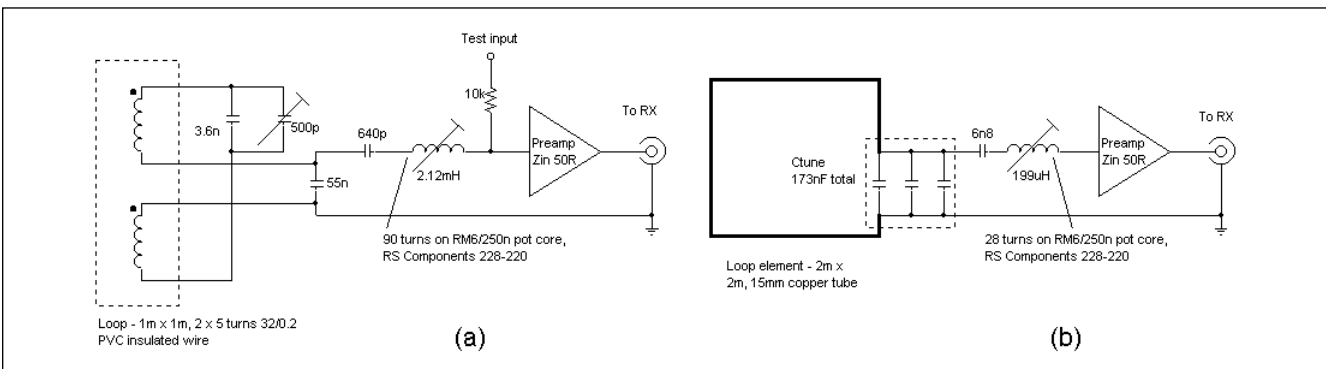 Test input
10k
3.6n
500p
640p
2.12mH
55n
Preamp
Zin 50R
To RX
90 turns on RM6/250n pot core,
RS Components 228-220
Loop - 1m x 1m, 2 x 5 turns 32/0.2
PVC insulated wire
(a)
Ctune
173nF total
6n8
199uH
Preamp
Zin 50R
To RX
28 turns on RM6/250n pot core,
RS Components 228-220
Loop element - 2m x
2m, 15mm copper tube
(b)